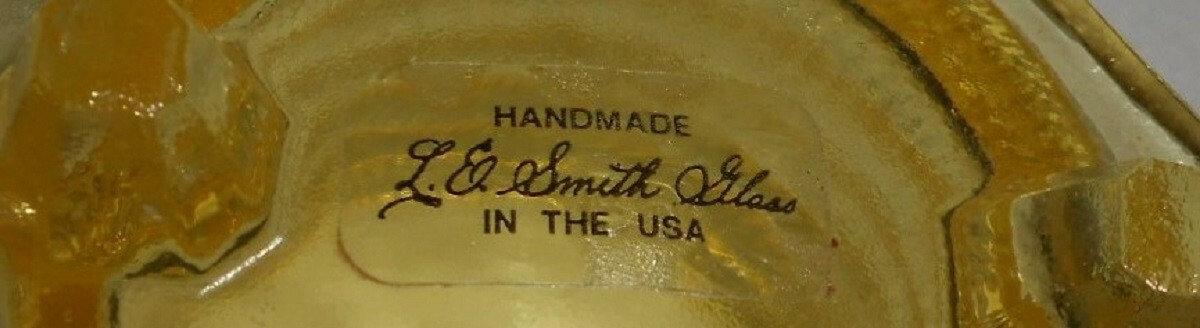 HANDMADE
L.E. Smith Glass
IN THE USA